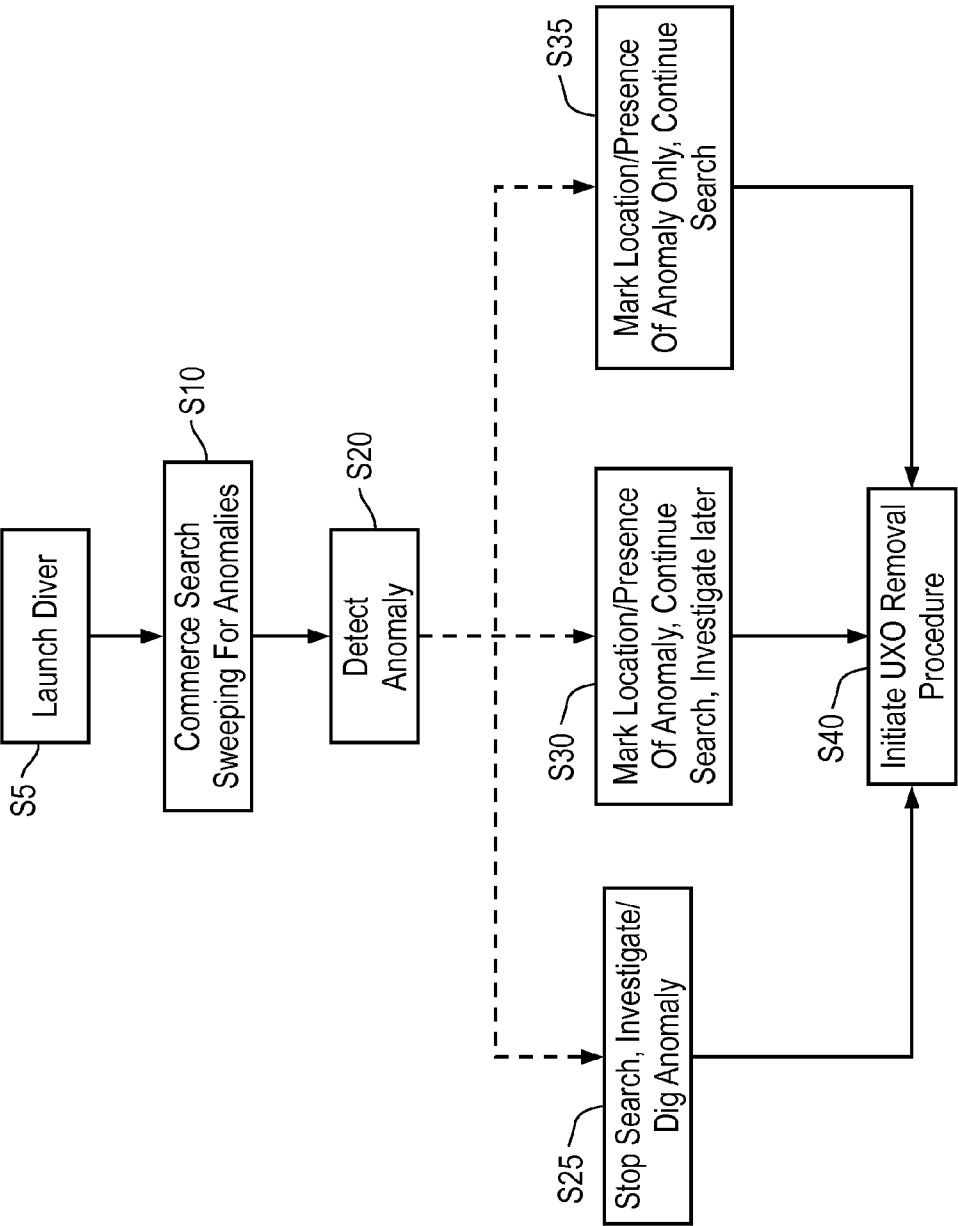 S5
Launch Diver
S10
Commerce Search
Sweeping For Anomalies
S20
Detect
Anomaly
S25
Stop Search, Investigate/
Dig Anomaly
S30
Mark Location/Presence
Of Anomaly, Continue
Search, Investigate later
S35
Mark Location/Presence
Of Anomaly Only, Continue
Search
S40
Initiate UXO Removal
Procedure